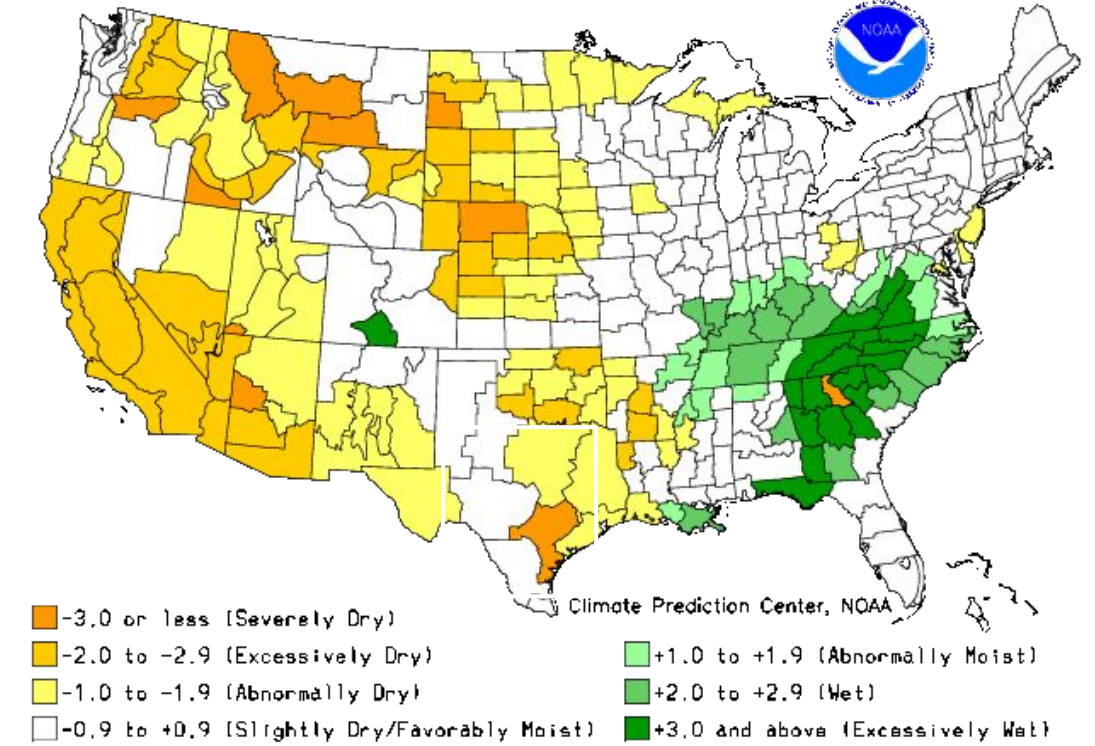 NOAA
Climate Prediction Center, NOAA
-3.0 or less (Severely Dry)
-2.0 to -2.9 (Excessively Dry)
+1.0 to +1.9 (Abnormally Moist)
-1.0 to -1.9 (Abnormally Dry)
+2.0 to +2.9 (Wet)
-0.9 to +0.9 (Slightly Dry/Favorably Moist)
+3.0 and above (Excessively Wet)